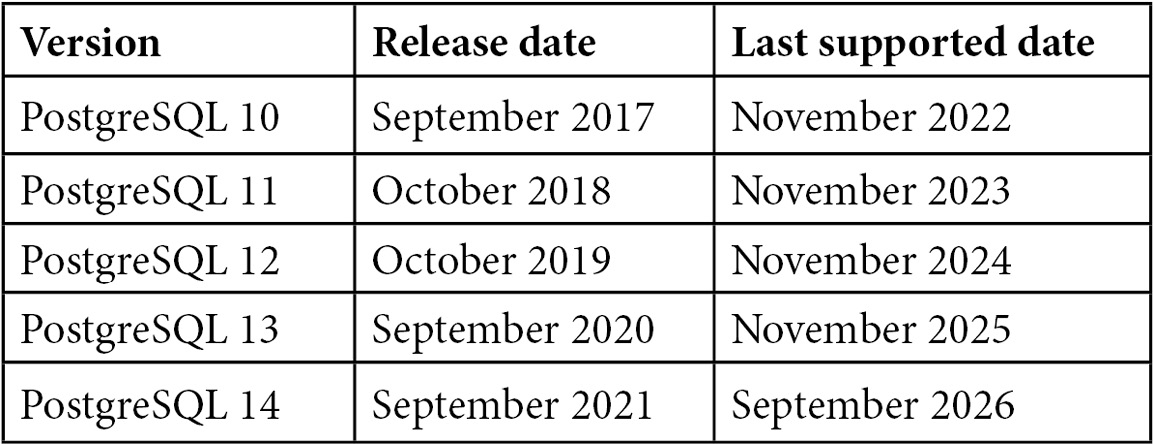 Version Release date Last supported date
PostgreSQL 10 September 2017 November 2022
PostgreSQL 11 October 2018 November 2023
PostgreSQL 12 October 2019 November 2024
PostgreSQL 13 September 2020 November 2025
PostgreSQL 14 September 2021 September 2026